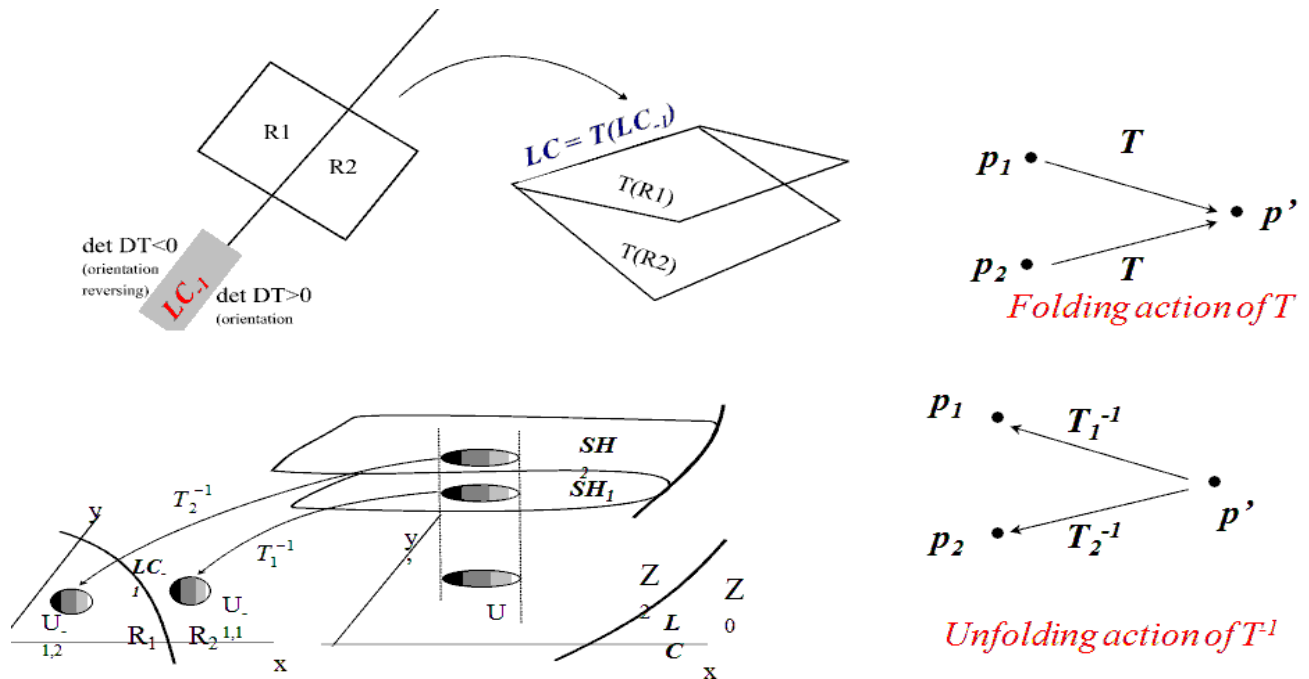 R1
R2
LC = T(LC-1)
T(R1)
T(R2)
det DT<0
(orientation
reversing)
LC-1
det DT>0
(orientation
p1
T
p'
p2
T
Folding action of T
SH
2
SH1
T2^-1
T1^-1
y
LC-
1
U-
1,2
R1
R2
U-
1,1
x
y,
U
Z
2
L
C
Z
0
x
p1
T1^-1
p'
p2
T2^-1
Unfolding action of T-1